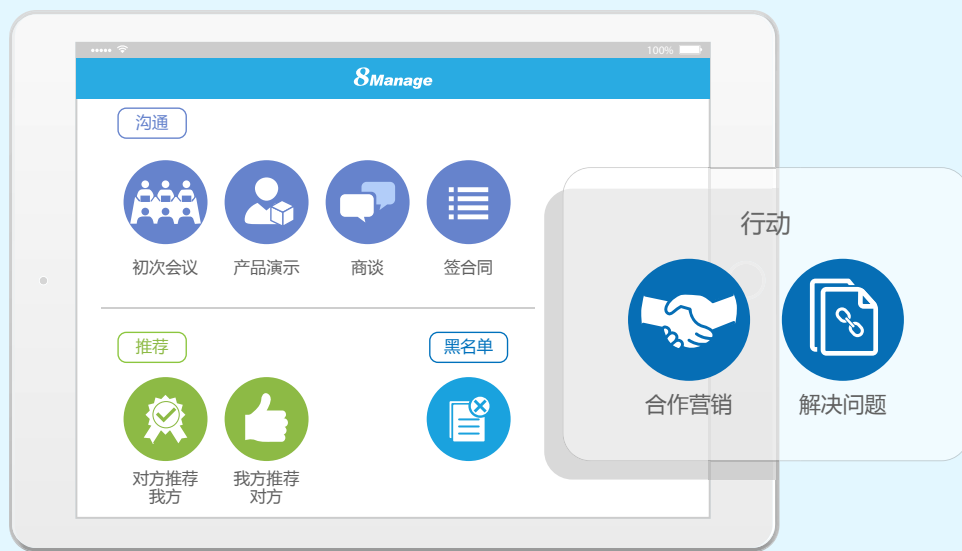 100%
8Manage
沟通
初次会议
产品演示
商谈
签合同
行动
合作营销
解决问题
推荐
黑名单
对方推荐
我方
我方推荐
对方